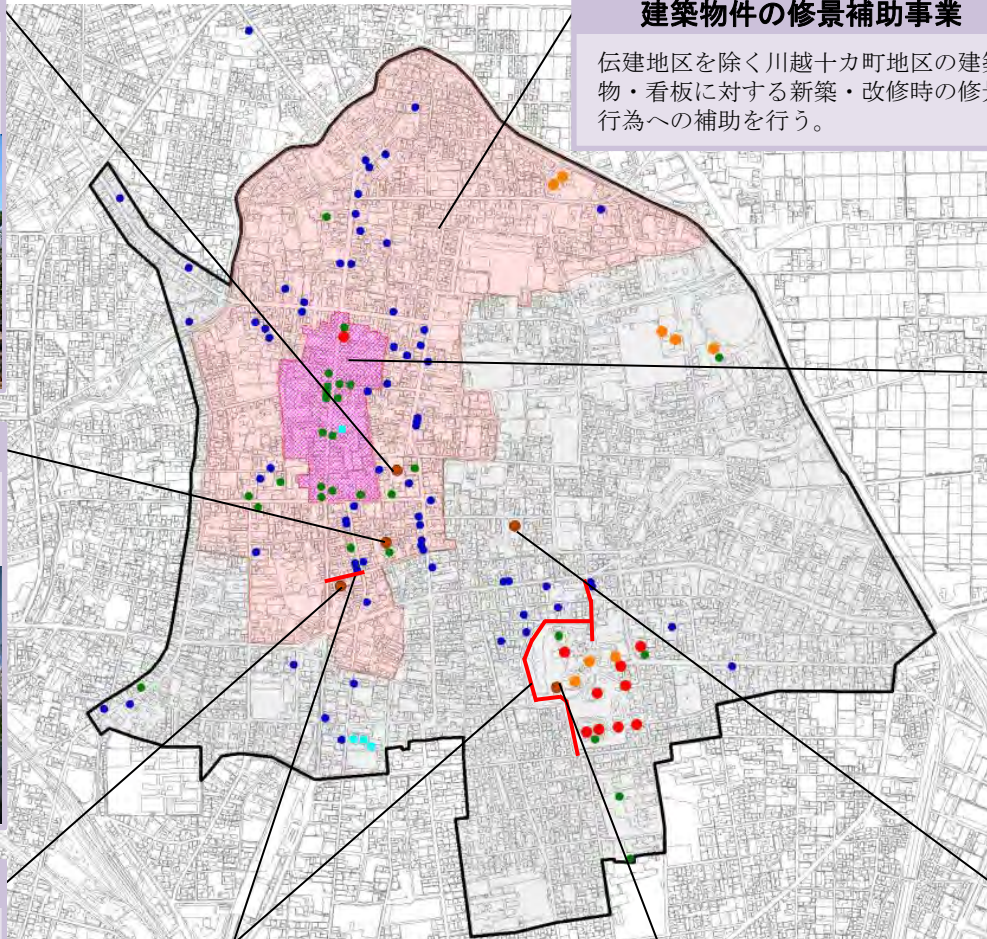 建築物件の修景補助事業
伝建地区を除く川越十カ町地区の建築
物・看板に対する新築・改修時の修景
行為への補助を行う。